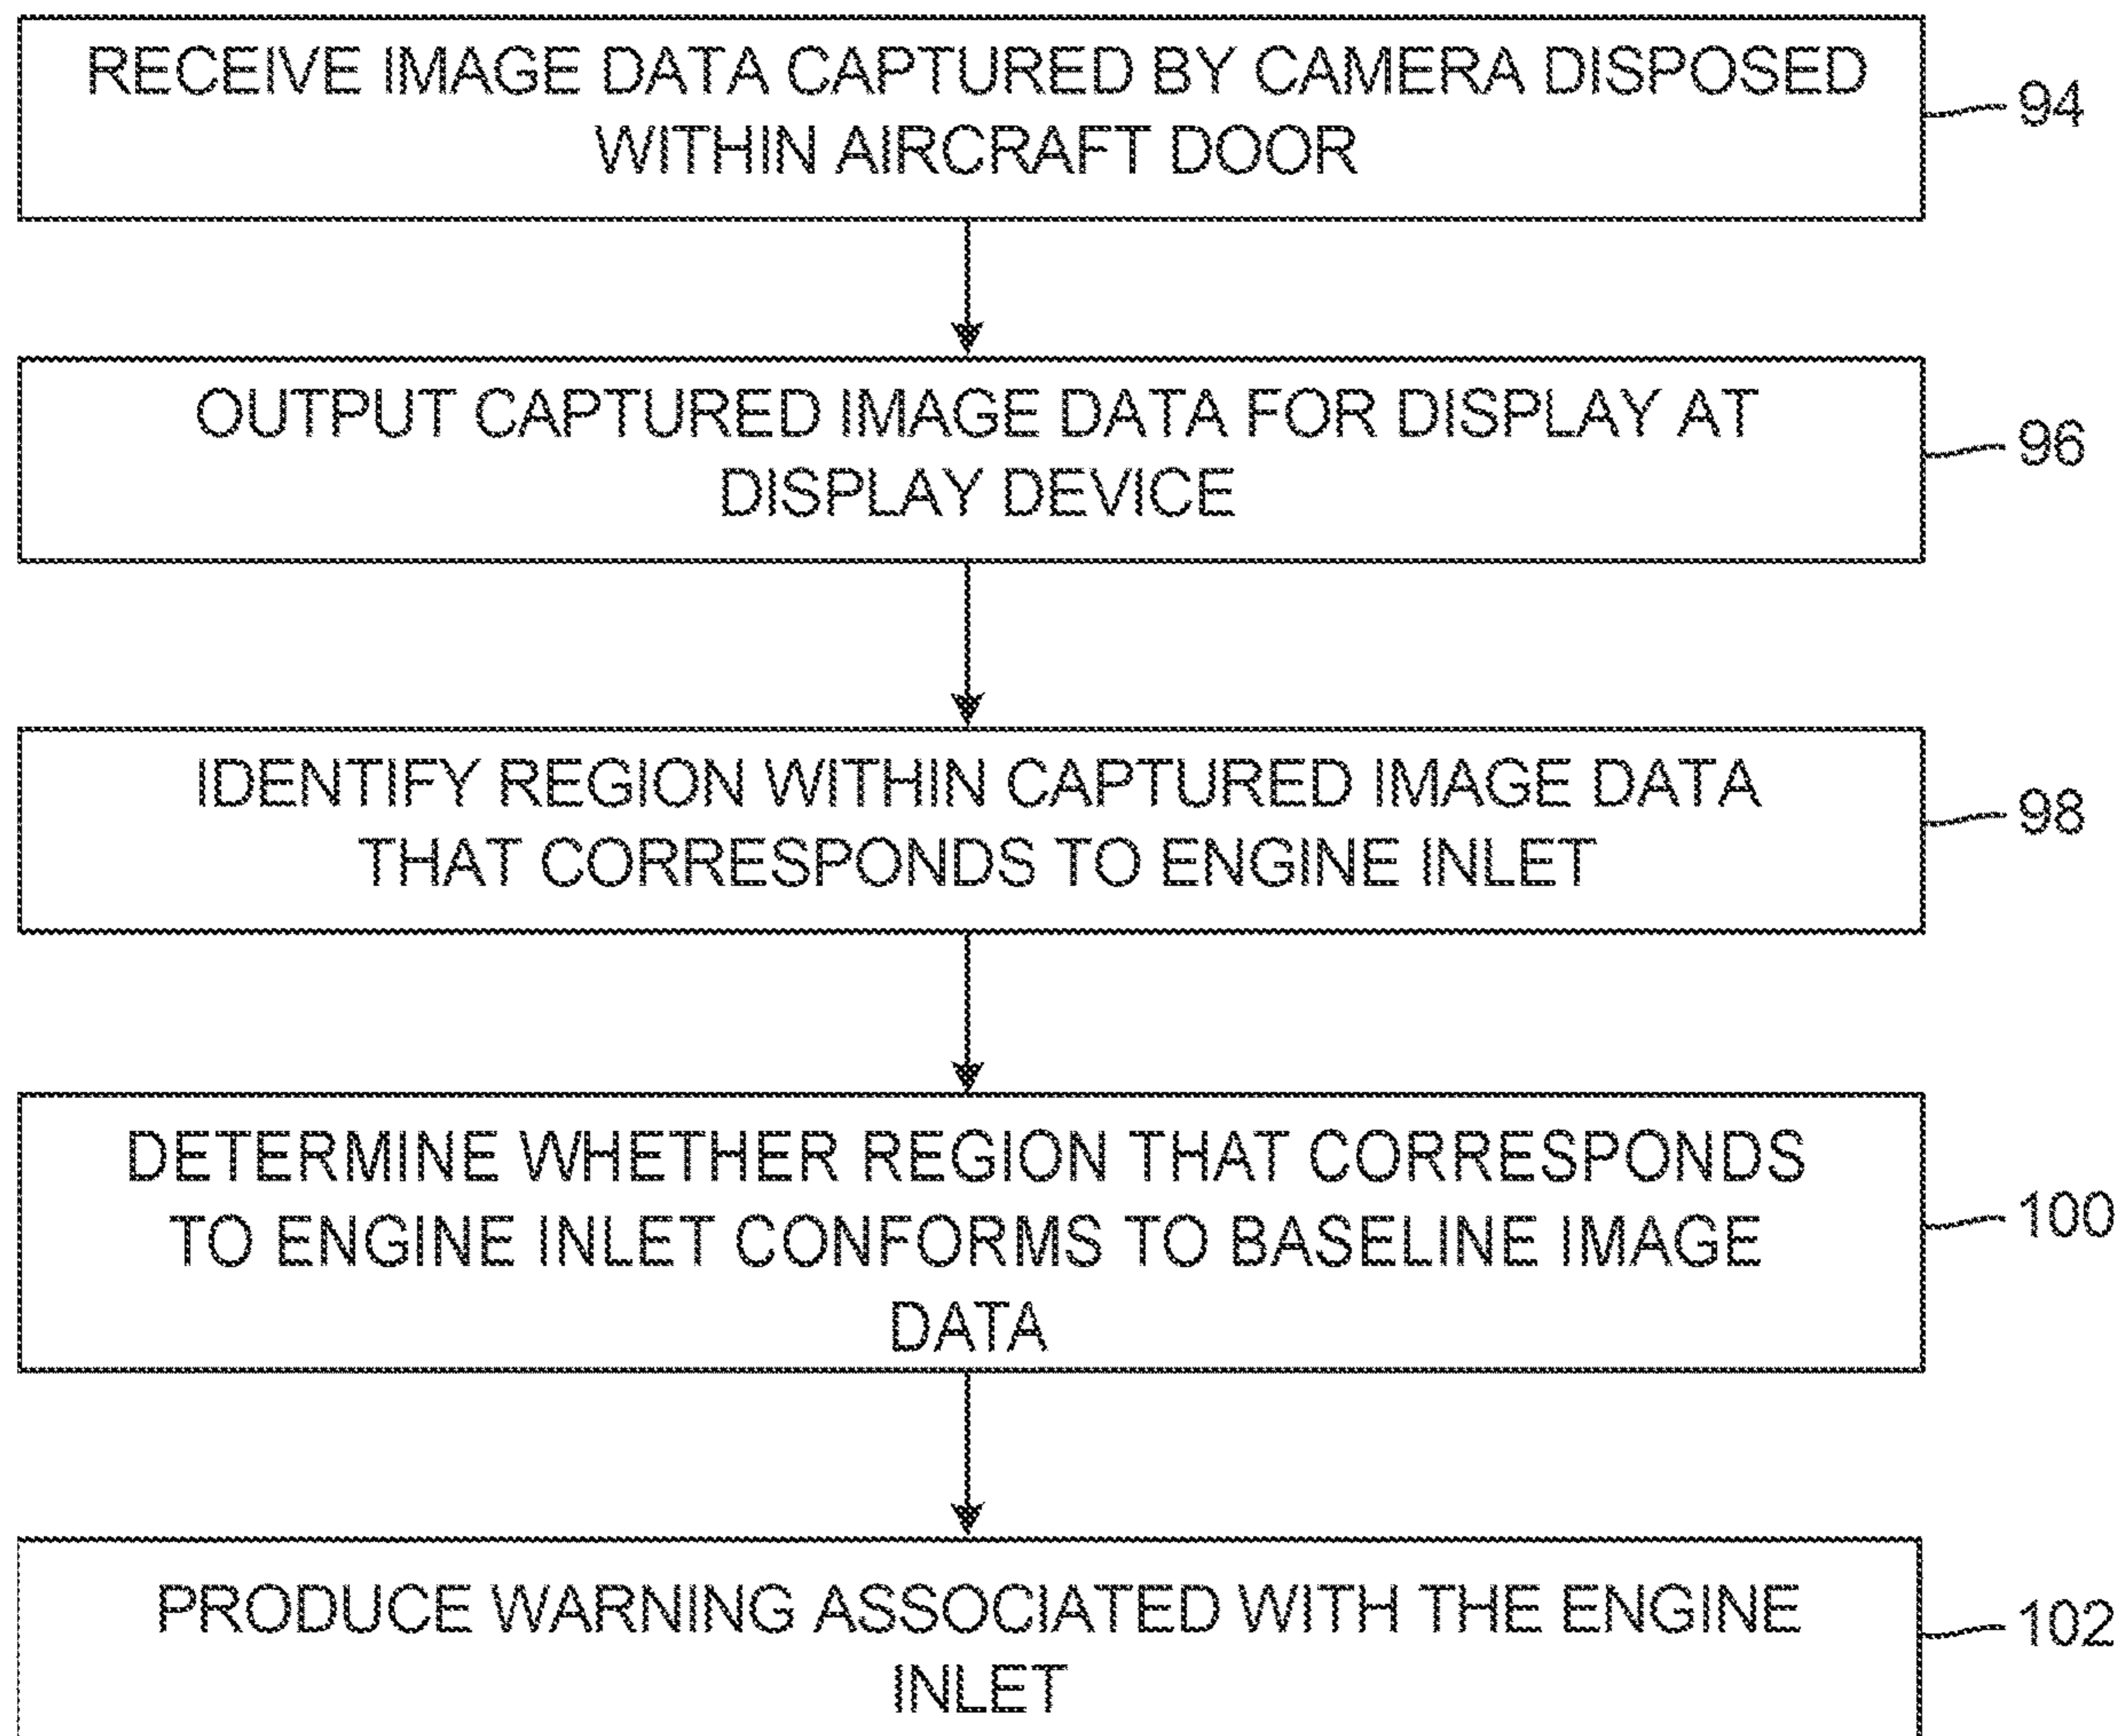 RECEIVE IMAGE DATA CAPTURED BY CAMERA DISPOSED
WITHIN AIRCRAFT DOOR
94
OUTPUT CAPTURED IMAGE DATA FOR DISPLAY AT
DISPLAY DEVICE
96
IDENTIFY REGION WITHIN CAPTURED IMAGE DATA
THAT CORRESPONDS TO ENGINE INLET
98
DETERMINE WHETHER REGION THAT CORRESPONDS
TO ENGINE INLET CONFORMS TO BASELINE IMAGE
DATA
100
PRODUCE WARNING ASSOCIATED WITH THE ENGINE
INLET
102